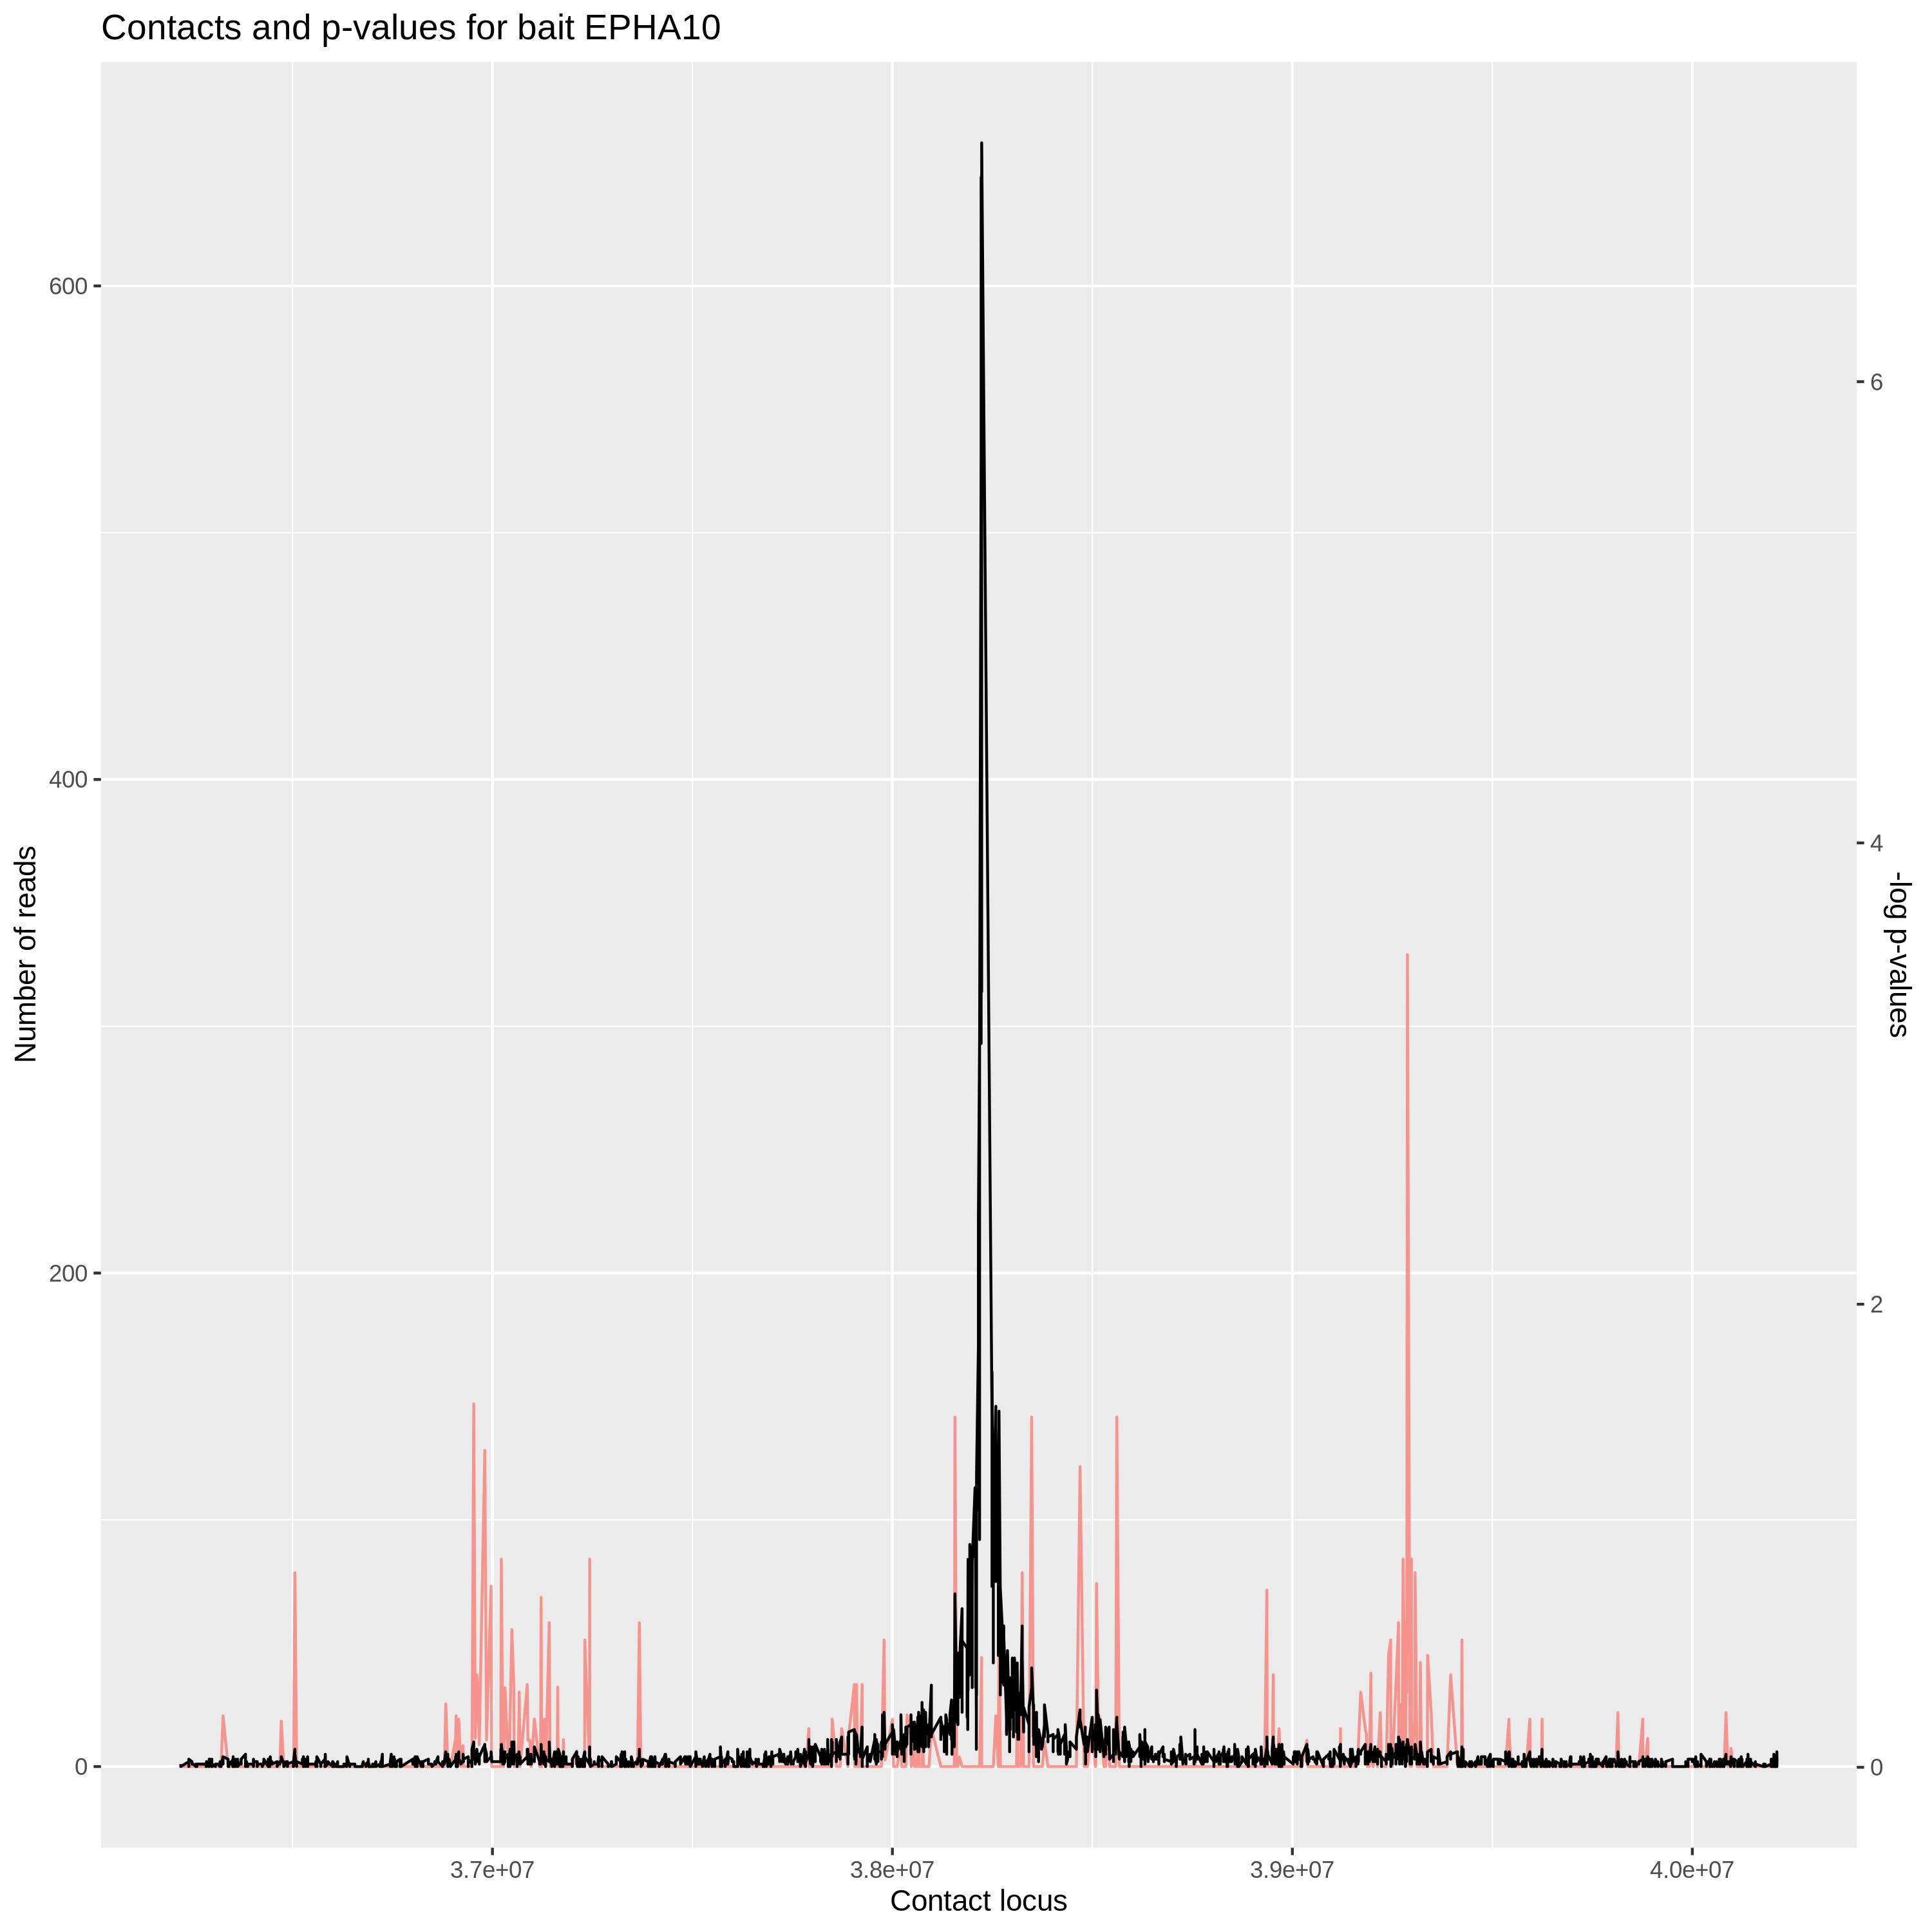 Contacts and p-values for bait EPHA10
Number of reads
600
400
200
0
6
4
2
0
-log p-values
3.7e+07 3.8e+07 3.9e+07 4.0e+07
Contact locus